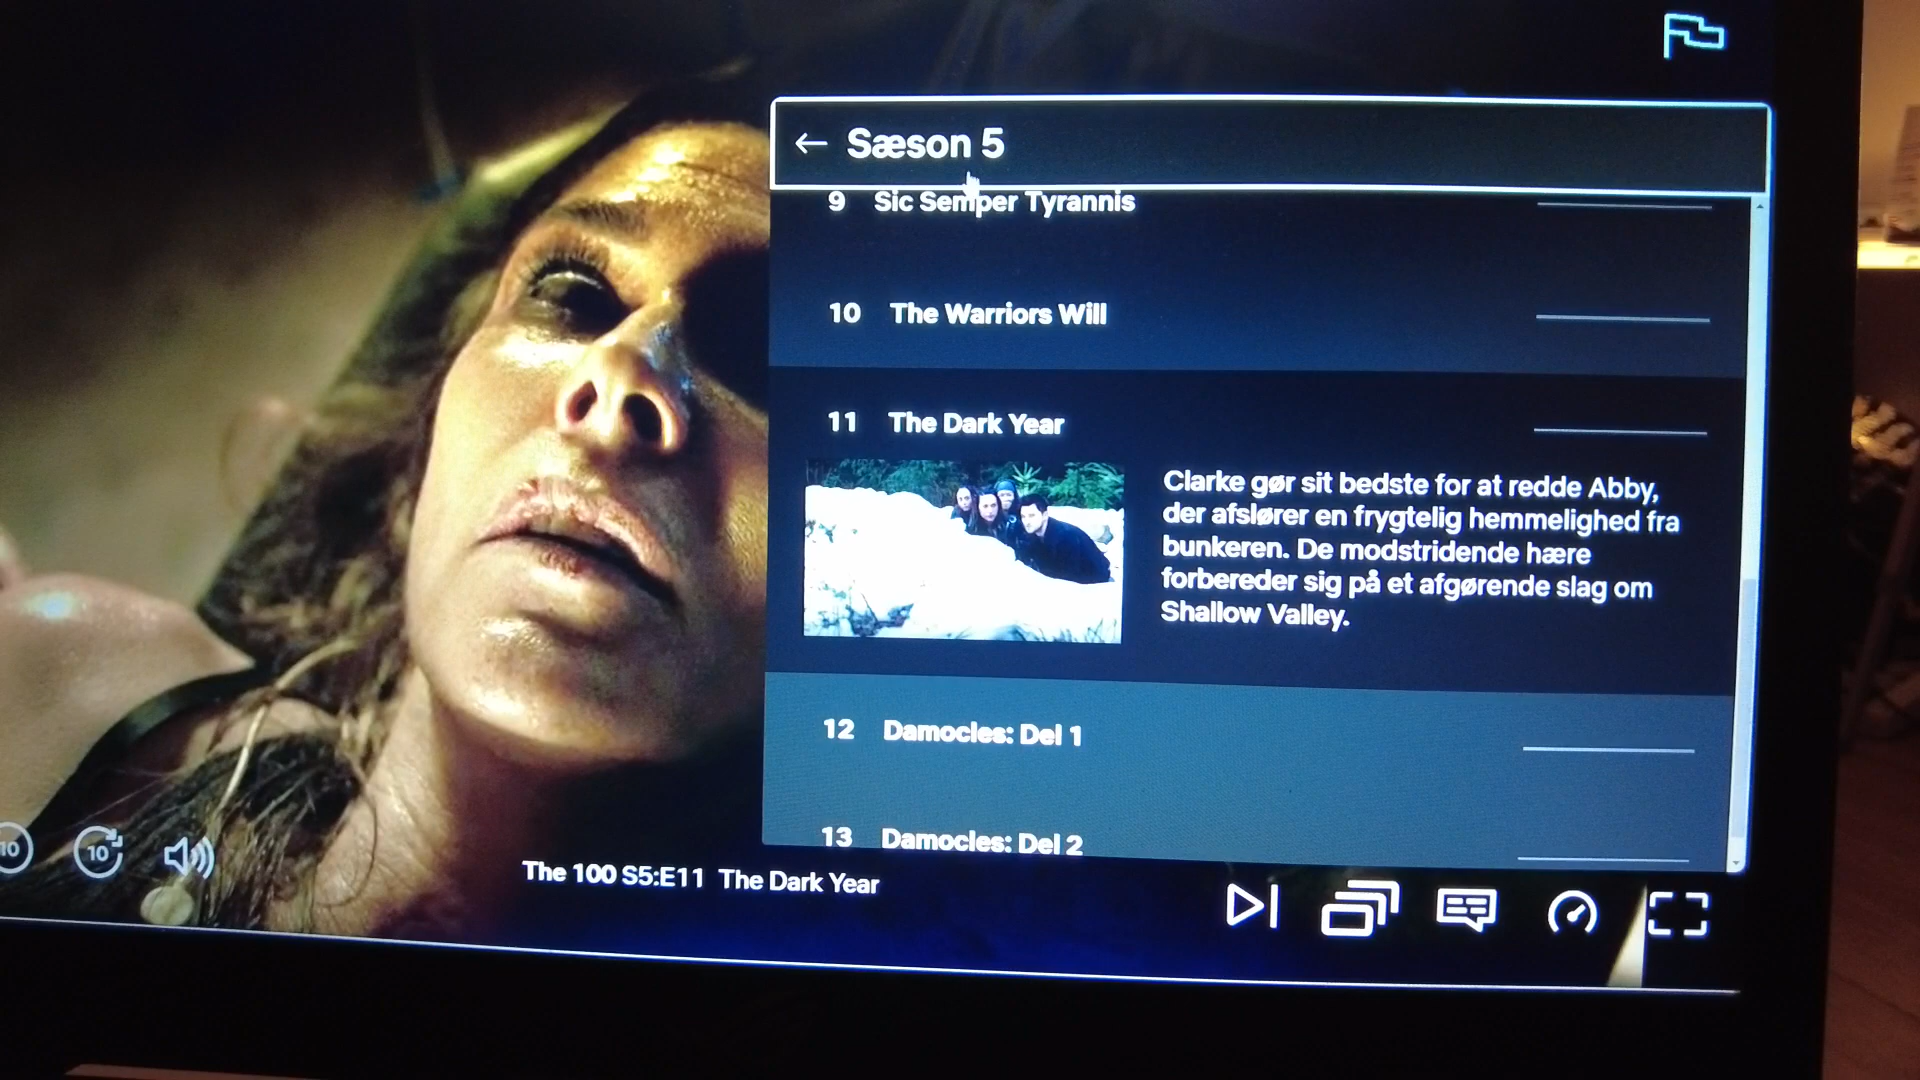 Sæson 5
9 Sic Semper Tyrannis
10 The Warriors Will
11 The Dark Year
Clarke gør sit bedste for at redde Abby,
der afslører en frygtelig hemmelighed fra
bunkeren. De modstridende hære
forbereder sig på et afgørende slag om
Shallow Valley.
12 Damocles: Del 1
13 Damocles: Del 2
10
10
The 100 S5:E11 The Dark Year